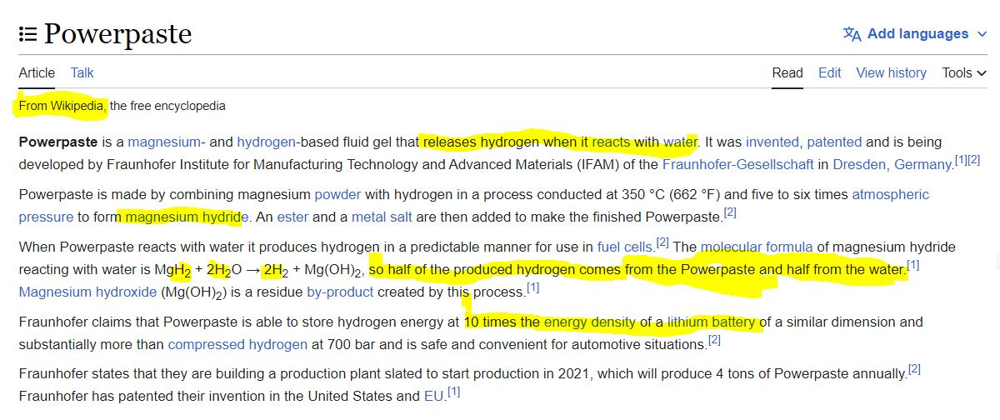 Powerpaste
Add languages
Article Talk Read Edit View history Tools
From Wikipedia, the free encyclopedia
Powerpaste is a magnesium- and hydrogen-based fluid gel that releases hydrogen when it reacts with water. It was invented, patented and is being
developed by Fraunhofer Institute for Manufacturing Technology and Advanced Materials (IFAM) of the Fraunhofer-Gesellschaft in Dresden, Germany.[1][2]
Powerpaste is made by combining magnesium powder with hydrogen in a process conducted at 350 °C (662 °F) and five to six times atmospheric
pressure to form magnesium hydride. An ester and a metal salt are then added to make the finished Powerpaste.[2]
When Powerpaste reacts with water it produces hydrogen in a predictable manner for use in fuel cells.[2] The molecular formula of magnesium hydride
reacting with water is MgH2 + 2H2O → 2H2 + Mg(OH)2, so half of the produced hydrogen comes from the Powerpaste and half from the water.[1]
Magnesium hydroxide (Mg(OH)2) is a residue by-product created by this process.[1]
Fraunhofer claims that Powerpaste is able to store hydrogen energy at 10 times the energy density of a lithium battery of a similar dimension and
substantially more than compressed hydrogen at 700 bar and is safe and convenient for automotive situations.[2]
Fraunhofer states that they are building a production plant slated to start production in 2021, which will produce 4 tons of Powerpaste annually.[2]
Fraunhofer has patented their invention in the United States and EU.[1]